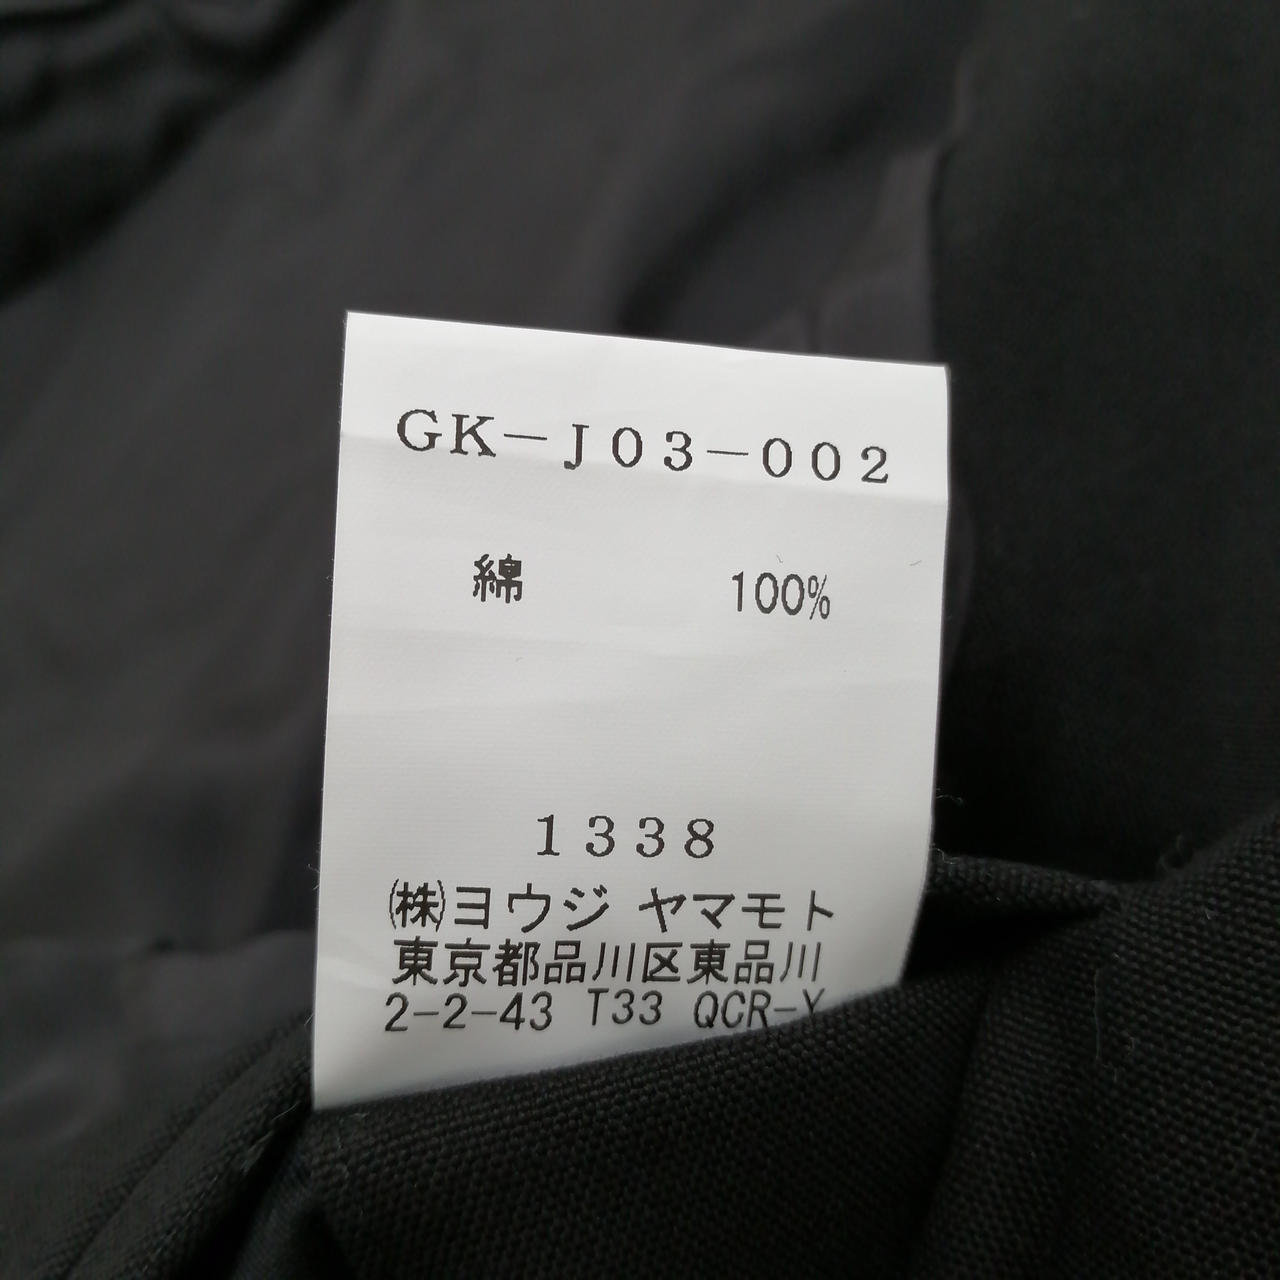 GK-J03-002
綿 100%
1338
㈱ヨウジ ヤマモト
東京都品川区東品川
2-2-43 T33 QCR-Y